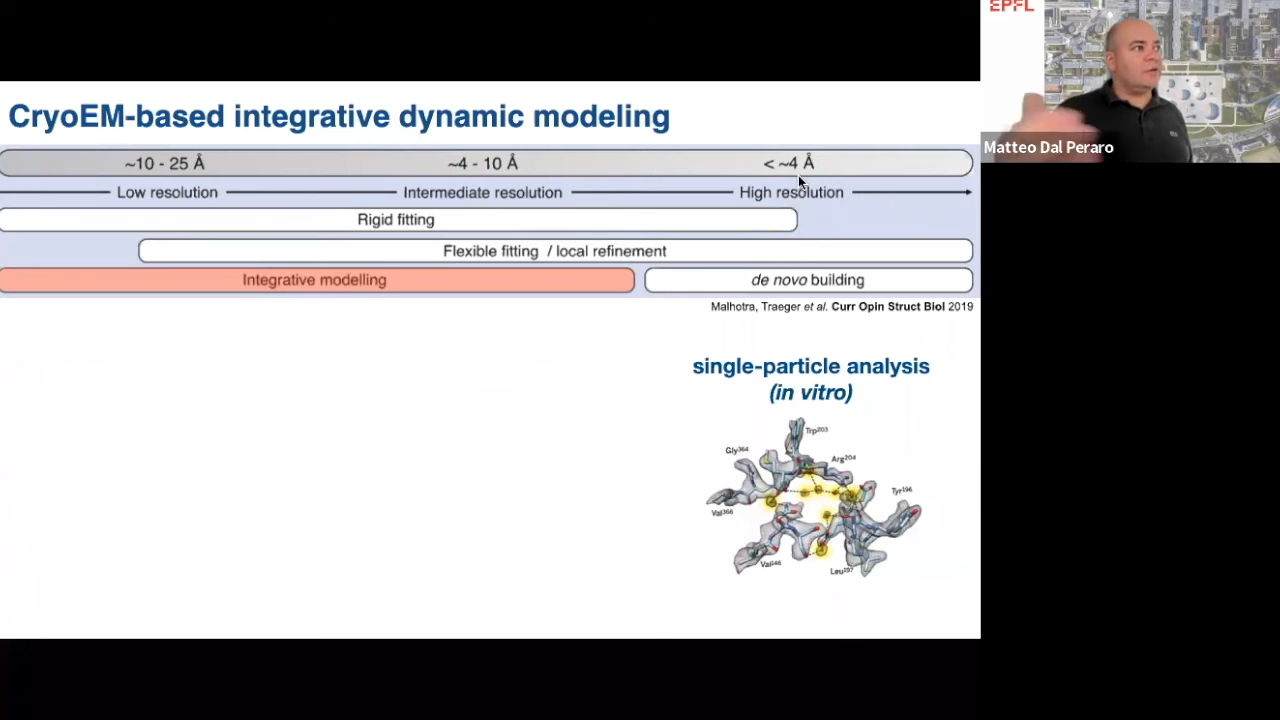 EPFL
Matteo Dal Peraro
CryoEM-based integrative dynamic modeling
~10 - 25 Å ~4 - 10 Å < ~4 Å
Low resolution Intermediate resolution High resolution
Rigid fitting
Flexible fitting / local refinement
Integrative modelling de novo building
Malhotra, Traeger et al. Curr Opin Struct Biol 2019
single-particle analysis
(in vitro)
Trp203
Gly364
Arg204
Tyr196
Val368
Leu197